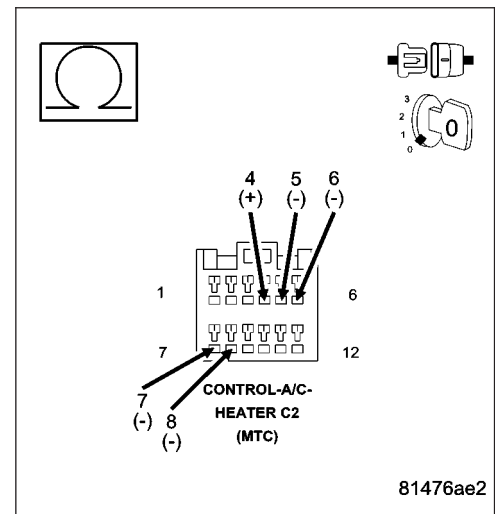 3
2
1
0
0
4 5 6
(+) (-) (-)
1 6
7 12
7
(-)
8
(-)
CONTROL-A/C-
HEATER C2
(MTC)
81476ae2